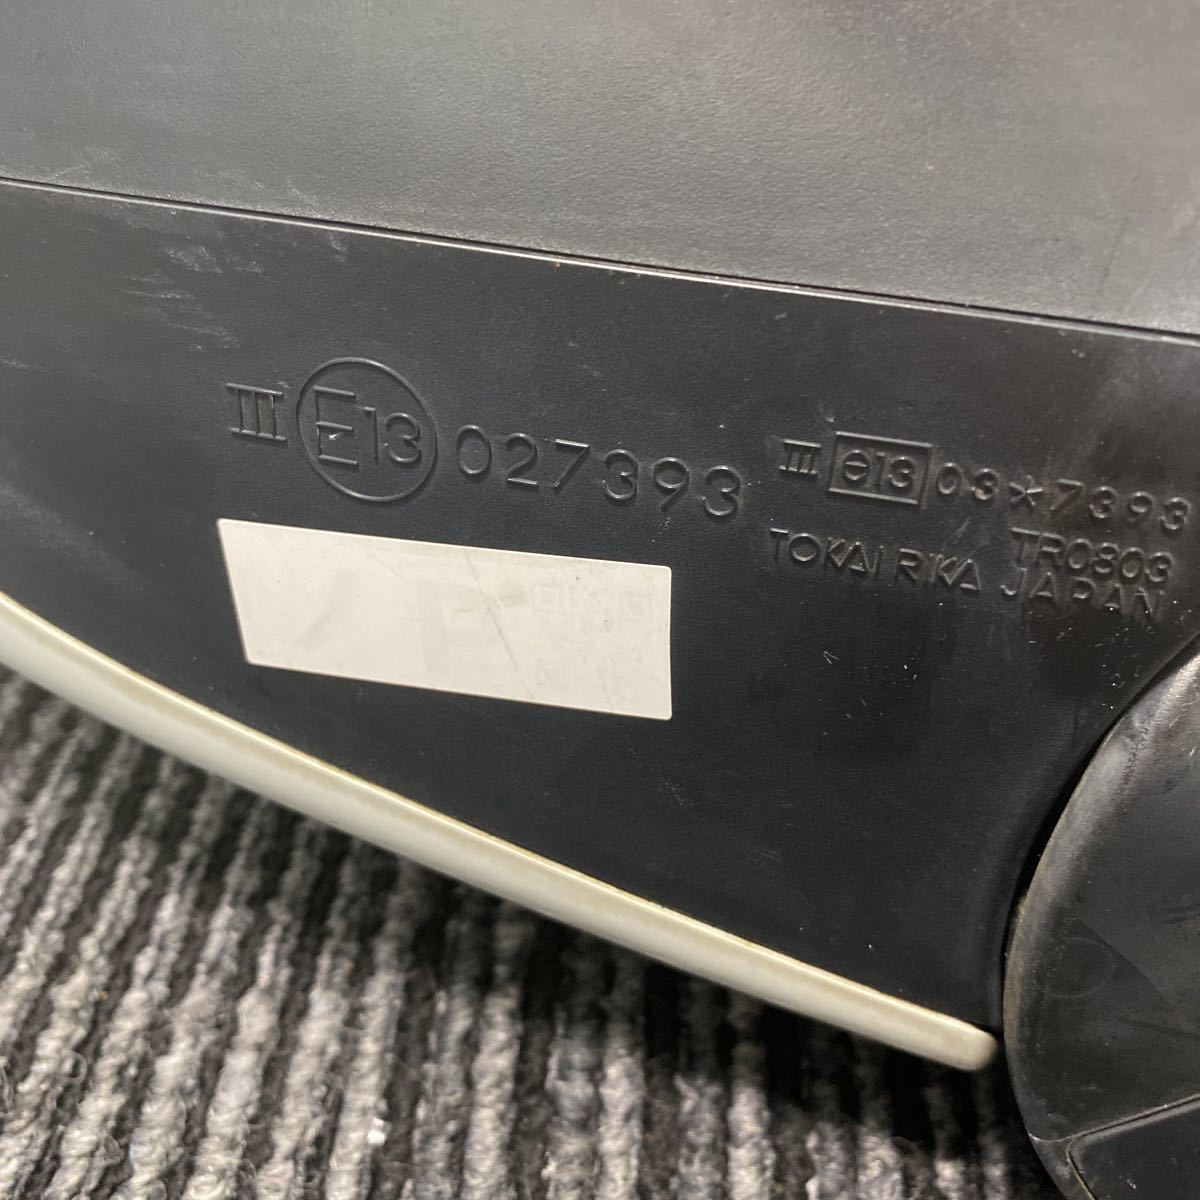 III E13 027393
III e13 03*7393
TR0803
TOKAI RIKA JAPAN